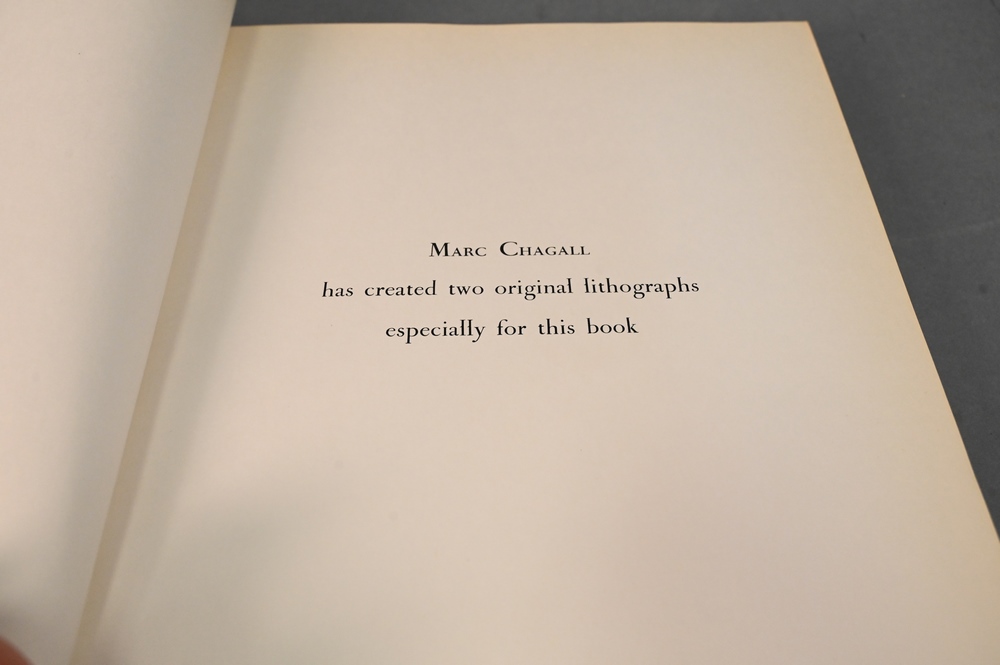 Marc Chagall
has created two original lithographs
especially for this book